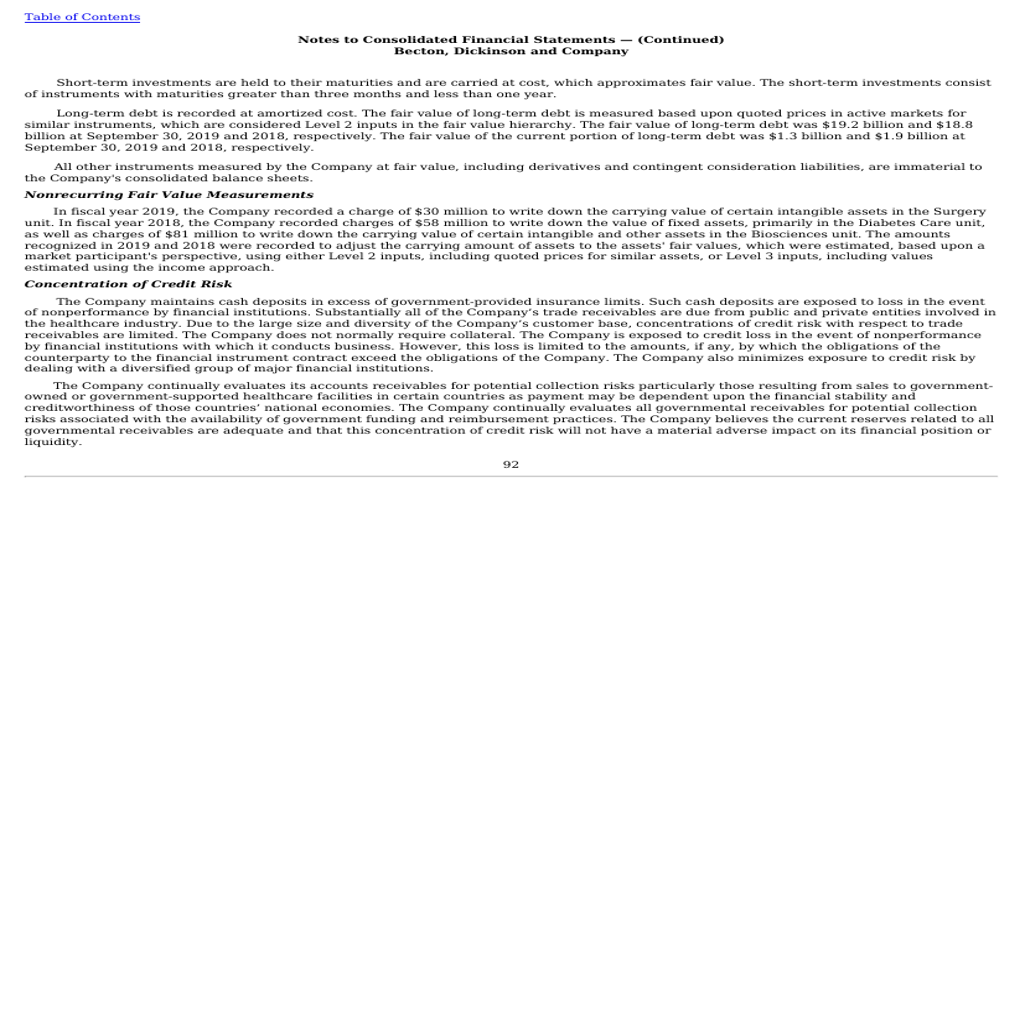 Table of Contents
Notes to Consolidated Financial Statements — (Continued)
Becton, Dickinson and Company
Short-term investments are held to their maturities and are carried at cost, which approximates fair value. The short-term investments consist
of instruments with maturities greater than three months and less than one year.
Long-term debt is recorded at amortized cost. The fair value of long-term debt is measured based upon quoted prices in active markets for
similar instruments, which are considered Level 2 inputs in the fair value hierarchy. The fair value of long-term debt was $19.2 billion and $18.8
billion at September 30, 2019 and 2018, respectively. The fair value of the current portion of long-term debt was $1.3 billion and $1.9 billion at
September 30, 2019 and 2018, respectively.
All other instruments measured by the Company at fair value, including derivatives and contingent consideration liabilities, are immaterial to
the Company's consolidated balance sheets.
Nonrecurring Fair Value Measurements
In fiscal year 2019, the Company recorded a charge of $30 million to write down the carrying value of certain intangible assets in the Surgery
unit. In fiscal year 2018, the Company recorded charges of $58 million to write down the value of fixed assets, primarily in the Diabetes Care unit,
as well as charges of $81 million to write down the carrying value of certain intangible and other assets in the Biosciences unit. The amounts
recognized in 2019 and 2018 were recorded to adjust the carrying amount of assets to the assets' fair values, which were estimated, based upon a
market participant's perspective, using either Level 2 inputs, including quoted prices for similar assets, or Level 3 inputs, including values
estimated using the income approach.
Concentration of Credit Risk
The Company maintains cash deposits in excess of government-provided insurance limits. Such cash deposits are exposed to loss in the event
of nonperformance by financial institutions. Substantially all of the Company’s trade receivables are due from public and private entities involved in
the healthcare industry. Due to the large size and diversity of the Company’s customer base, concentrations of credit risk with respect to trade
receivables are limited. The Company does not normally require collateral. The Company is exposed to credit loss in the event of nonperformance
by financial institutions with which it conducts business. However, this loss is limited to the amounts, if any, by which the obligations of the
counterparty to the financial instrument contract exceed the obligations of the Company. The Company also minimizes exposure to credit risk by
dealing with a diversified group of major financial institutions.
The Company continually evaluates its accounts receivables for potential collection risks particularly those resulting from sales to government-
owned or government-supported healthcare facilities in certain countries as payment may be dependent upon the financial stability and
creditworthiness of those countries’ national economies. The Company continually evaluates all governmental receivables for potential collection
risks associated with the availability of government funding and reimbursement practices. The Company believes the current reserves related to all
governmental receivables are adequate and that this concentration of credit risk will not have a material adverse impact on its financial position or
liquidity.
92